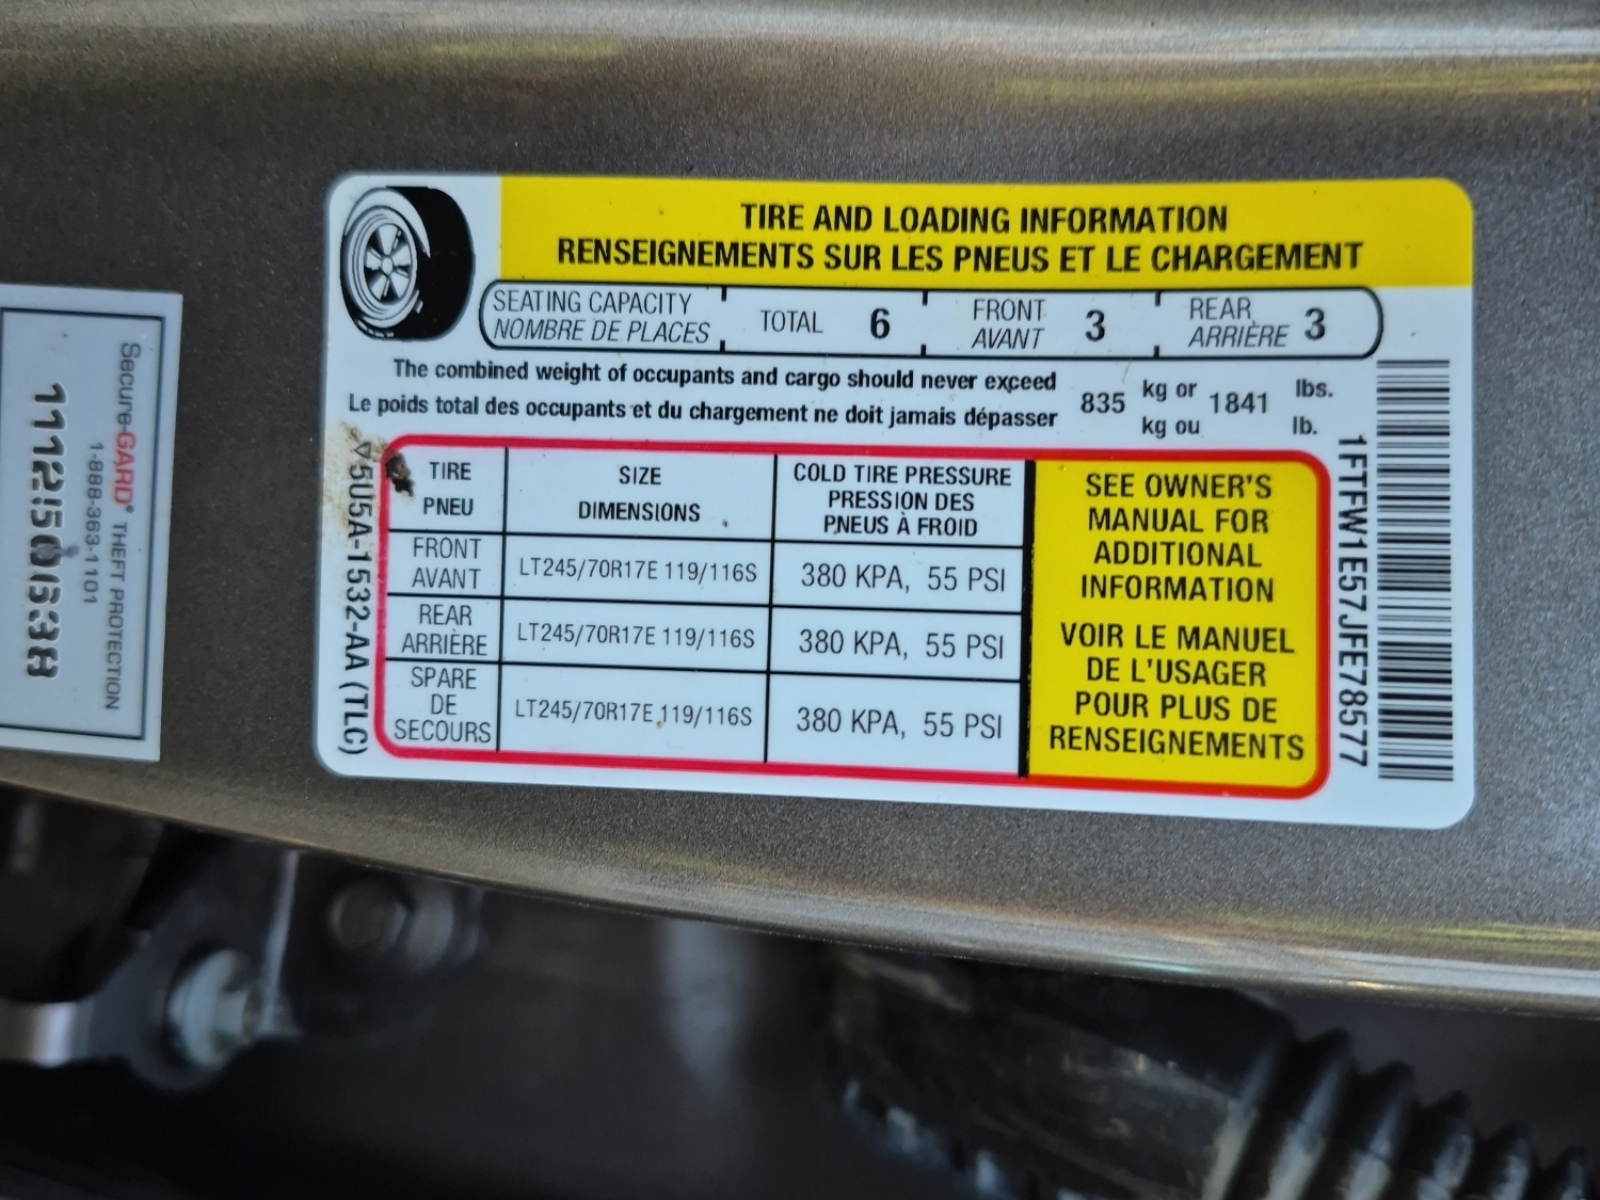 TIRE AND LOADING INFORMATION
RENSEIGNEMENTS SUR LES PNEUS ET LE CHARGEMENT
SEATING CAPACITY TOTAL 6 FRONT 3 REAR 3
NOMBRE DE PLACES AVANT ARRIÈRE
The combined weight of occupants and cargo should never exceed 835 kg or 1841 lbs.
Le poids total des occupants et du chargement ne doit jamais dépasser kg ou lb.
TIRE SIZE COLD TIRE PRESSURE
PNEU DIMENSIONS PRESSION DES
PNEUS À FROID
FRONT
AVANT LT245/70R17E 119/116S 380 KPA, 55 PSI
REAR
ARRIÈRE LT245/70R17E 119/116S 380 KPA, 55 PSI
SPARE
DE
SECOURS LT245/70R17E 119/116S 380 KPA, 55 PSI
SEE OWNER'S
MANUAL FOR
ADDITIONAL
INFORMATION
VOIR LE MANUEL
DE L'USAGER
POUR PLUS DE
RENSEIGNEMENTS
▽5U5A-1532-AA (TLC)
1FTFW1E57JFE78577
Secure-GARD® THEFT PROTECTION
1-888-363-1101